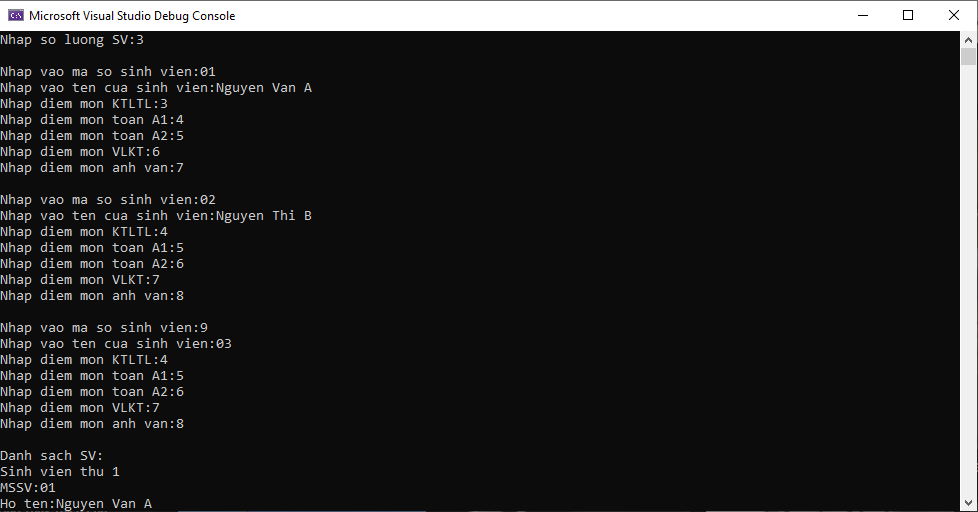 Microsoft Visual Studio Debug Console
Nhap so luong SV:3
Nhap vao ma so sinh vien:01
Nhap vao ten cua sinh vien:Nguyen Van A
Nhap diem mon KTLTL:3
Nhap diem mon toan A1:4
Nhap diem mon toan A2:5
Nhap diem mon VLKT:6
Nhap diem mon anh van:7
Nhap vao ma so sinh vien:02
Nhap vao ten cua sinh vien:Nguyen Thi B
Nhap diem mon KTLTL:4
Nhap diem mon toan A1:5
Nhap diem mon toan A2:6
Nhap diem mon VLKT:7
Nhap diem mon anh van:8
Nhap vao ma so sinh vien:9
Nhap vao ten cua sinh vien:03
Nhap diem mon KTLTL:4
Nhap diem mon toan A1:5
Nhap diem mon toan A2:6
Nhap diem mon VLKT:7
Nhap diem mon anh van:8
Danh sach SV:
Sinh vien thu 1
MSSV:01
Ho ten:Nguyen Van A